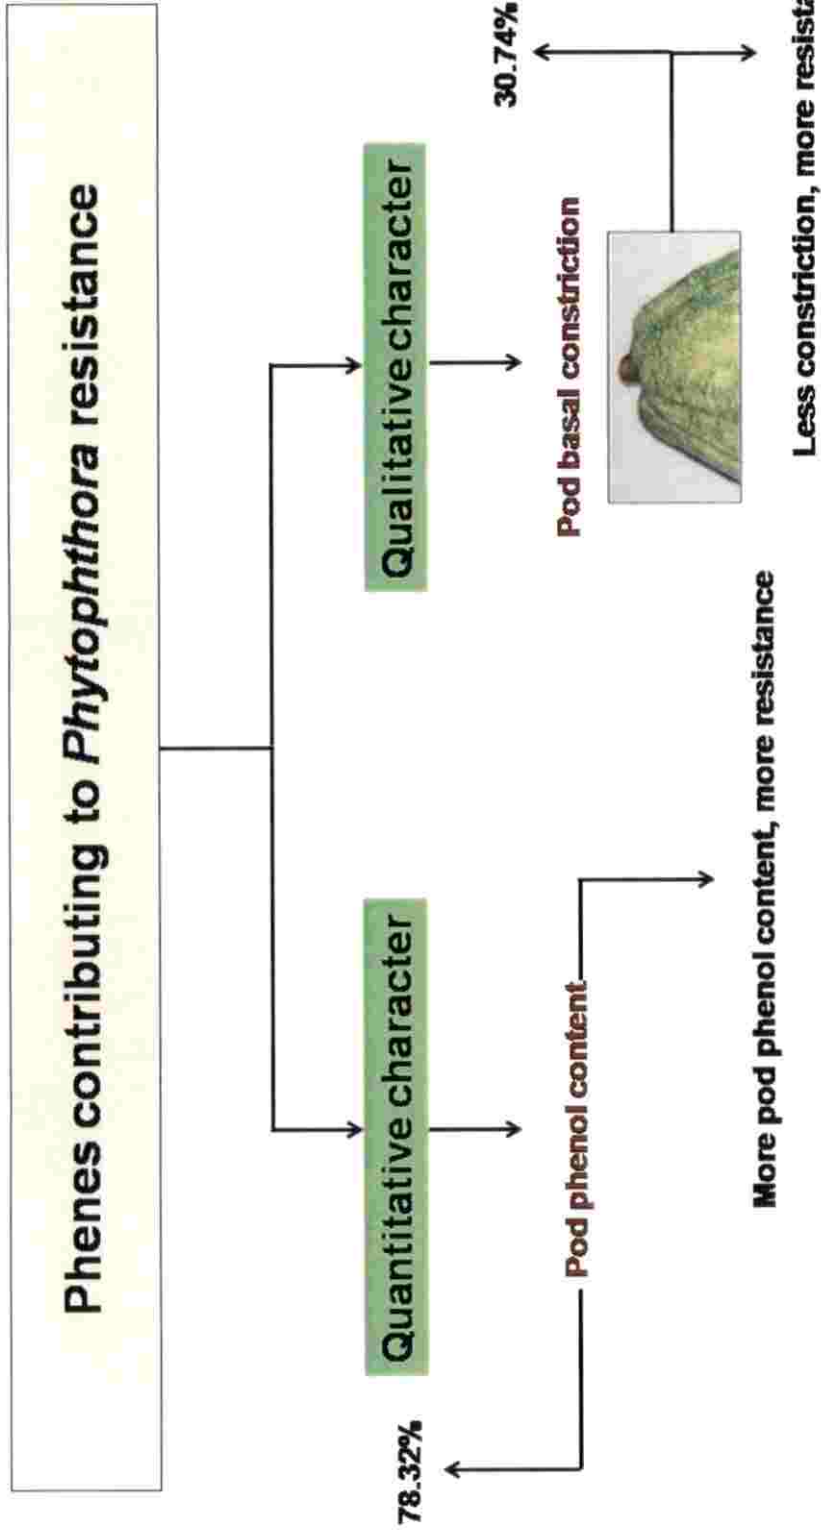 Phenes contributing to Phytophthora resistance
Quantitative character
Qualitative character
78.32%
Pod phenol content
More pod phenol content, more resistance
Pod basal constriction
30.74%
Less constriction, more resista